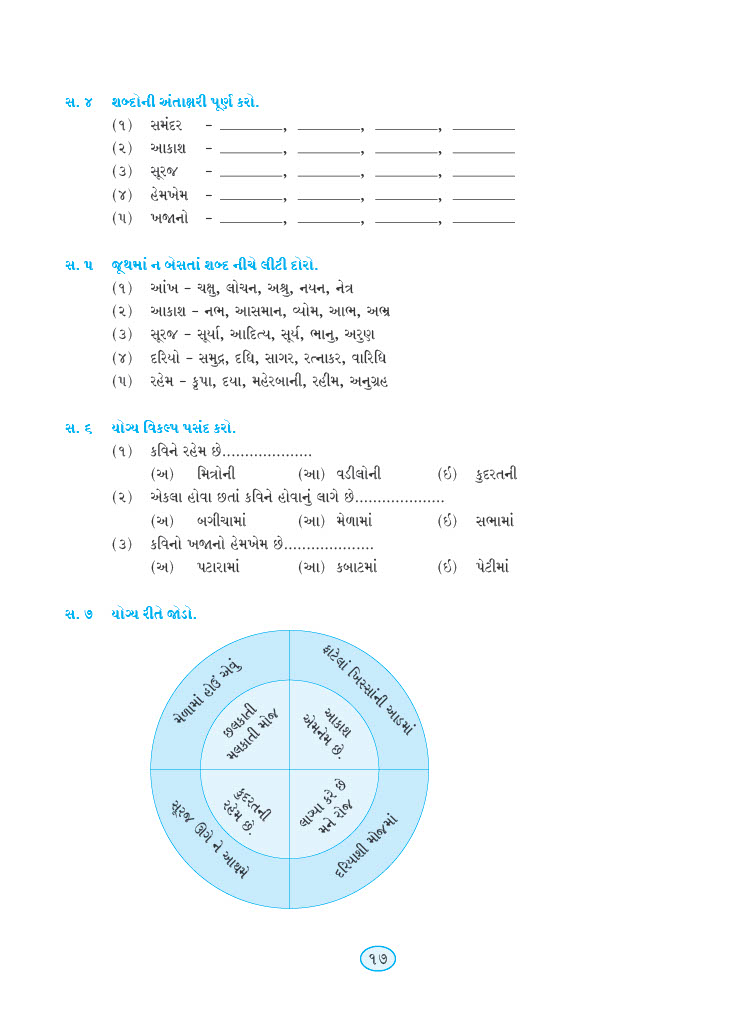 સ. ૪ શબ્દોની અંતાક્ષરી પૂર્ણ કરો.
(૧) સમંદર – ________, ________, ________, ________
(૨) આકાશ – ________, ________, ________, ________
(૩) સૂરજ – ________, ________, ________, ________
(૪) હેમખેમ – ________, ________, ________, ________
(૫) ખજાનો – ________, ________, ________, ________
સ. ૫ જૂથમાં ન બેસતાં શબ્દ નીચે લીટી દોરો.
(૧) આંખ – ચક્ષુ, લોચન, અશ્રુ, નયન, નેત્ર
(૨) આકાશ – નભ, આસમાન, વ્યોમ, આભ, અભ્ર
(૩) સૂરજ – સૂર્યા, આદિત્ય, સૂર્ય, ભાનુ, અરુણ
(૪) દરિયો – સમુદ્ર, દધિ, સાગર, રત્નાકર, વારિધિ
(૫) રહેમ – કૃપા, દયા, મહેરબાની, રહીમ, અનુગ્રહ
સ. ૬ યોગ્ય વિકલ્પ પસંદ કરો.
(૧) કવિને રહેમ છે....................
(અ) મિત્રોની (આ) વડીલોની (ઇ) કુદરતની
(૨) એકલા હોવા છતાં કવિને હોવાનું લાગે છે....................
(અ) બગીચામાં (આ) મેળામાં (ઇ) સભામાં
(૩) કવિનો ખજાનો હેમખેમ છે....................
(અ) પટારામાં (આ) કબાટમાં (ઇ) પેટીમાં
સ. ૭ યોગ્ય રીતે જોડો.
મેળામાં હોઉં એવું
ફાટેલાં ખિસ્સાંની આડમાં
છલકાતી
મલકાતી મોજ
આકાશ
એમનેમ છે.
કુદરતની
રહેમ છે.
લાગ્યા કરે છે
મને રોજ
સૂરજ ઊગે ને આથમે
દરિયાશી મોજમાં
૧૭